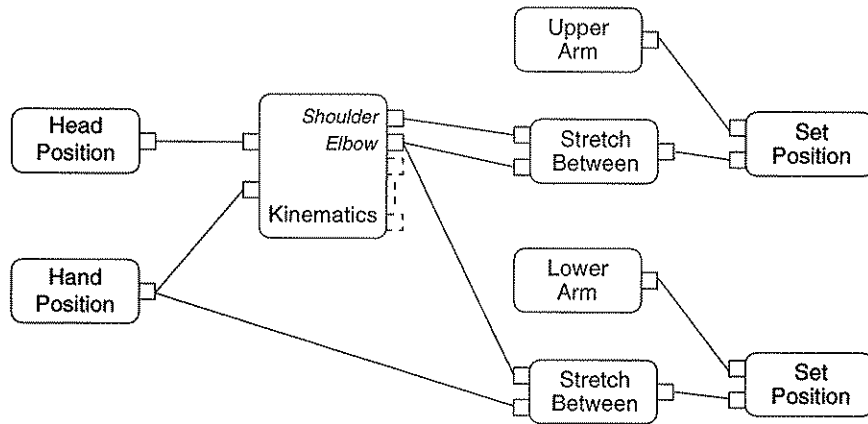 Upper
Arm
Head
Position
Shoulder
Elbow
Kinematics
Stretch
Between
Set
Position
Hand
Position
Lower
Arm
Stretch
Between
Set
Position